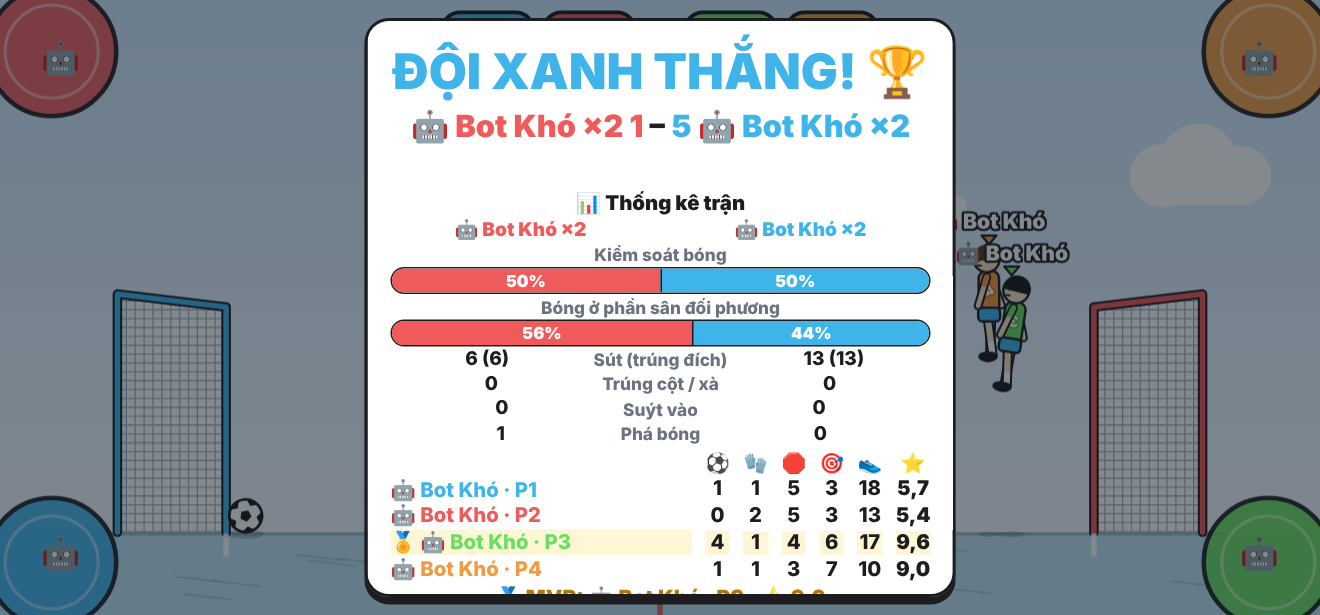 ĐỘI XANH THẮNG! 🏆
🤖 Bot Khó ×2 1 – 5 🤖 Bot Khó ×2
📊 Thống kê trận
🤖 Bot Khó ×2 🤖 Bot Khó ×2
Kiểm soát bóng
50% 50%
Bóng ở phần sân đối phương
56% 44%
6 (6) Sút (trúng đích) 13 (13)
0 Trúng cột / xà 0
0 Suýt vào 0
1 Phá bóng 0
⚽ 🧤 🛑 🎯 👟 ⭐
🤖 Bot Khó · P1 1 1 5 3 18 5,7
🤖 Bot Khó · P2 0 2 5 3 13 5,4
🏅 🤖 Bot Khó · P3 4 1 4 6 17 9,6
🤖 Bot Khó · P4 1 1 3 7 10 9,0
Bot Khó
🤖 Bot Khó